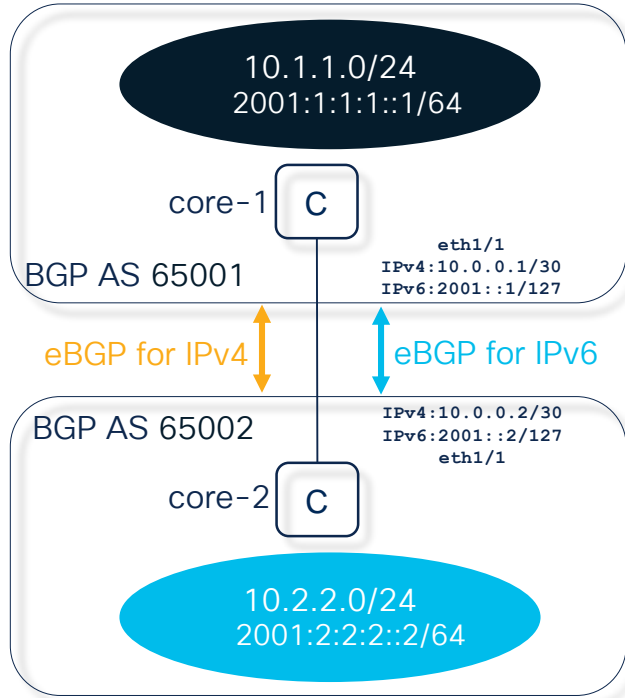 10.1.1.0/24
2001:1:1:1::1/64
core-1
C
eth1/1
IPv4:10.0.0.1/30
IPv6:2001::1/127
BGP AS 65001
eBGP for IPv4
eBGP for IPv6
BGP AS 65002
IPv4:10.0.0.2/30
IPv6:2001::2/127
eth1/1
core-2
C
10.2.2.0/24
2001:2:2:2::2/64